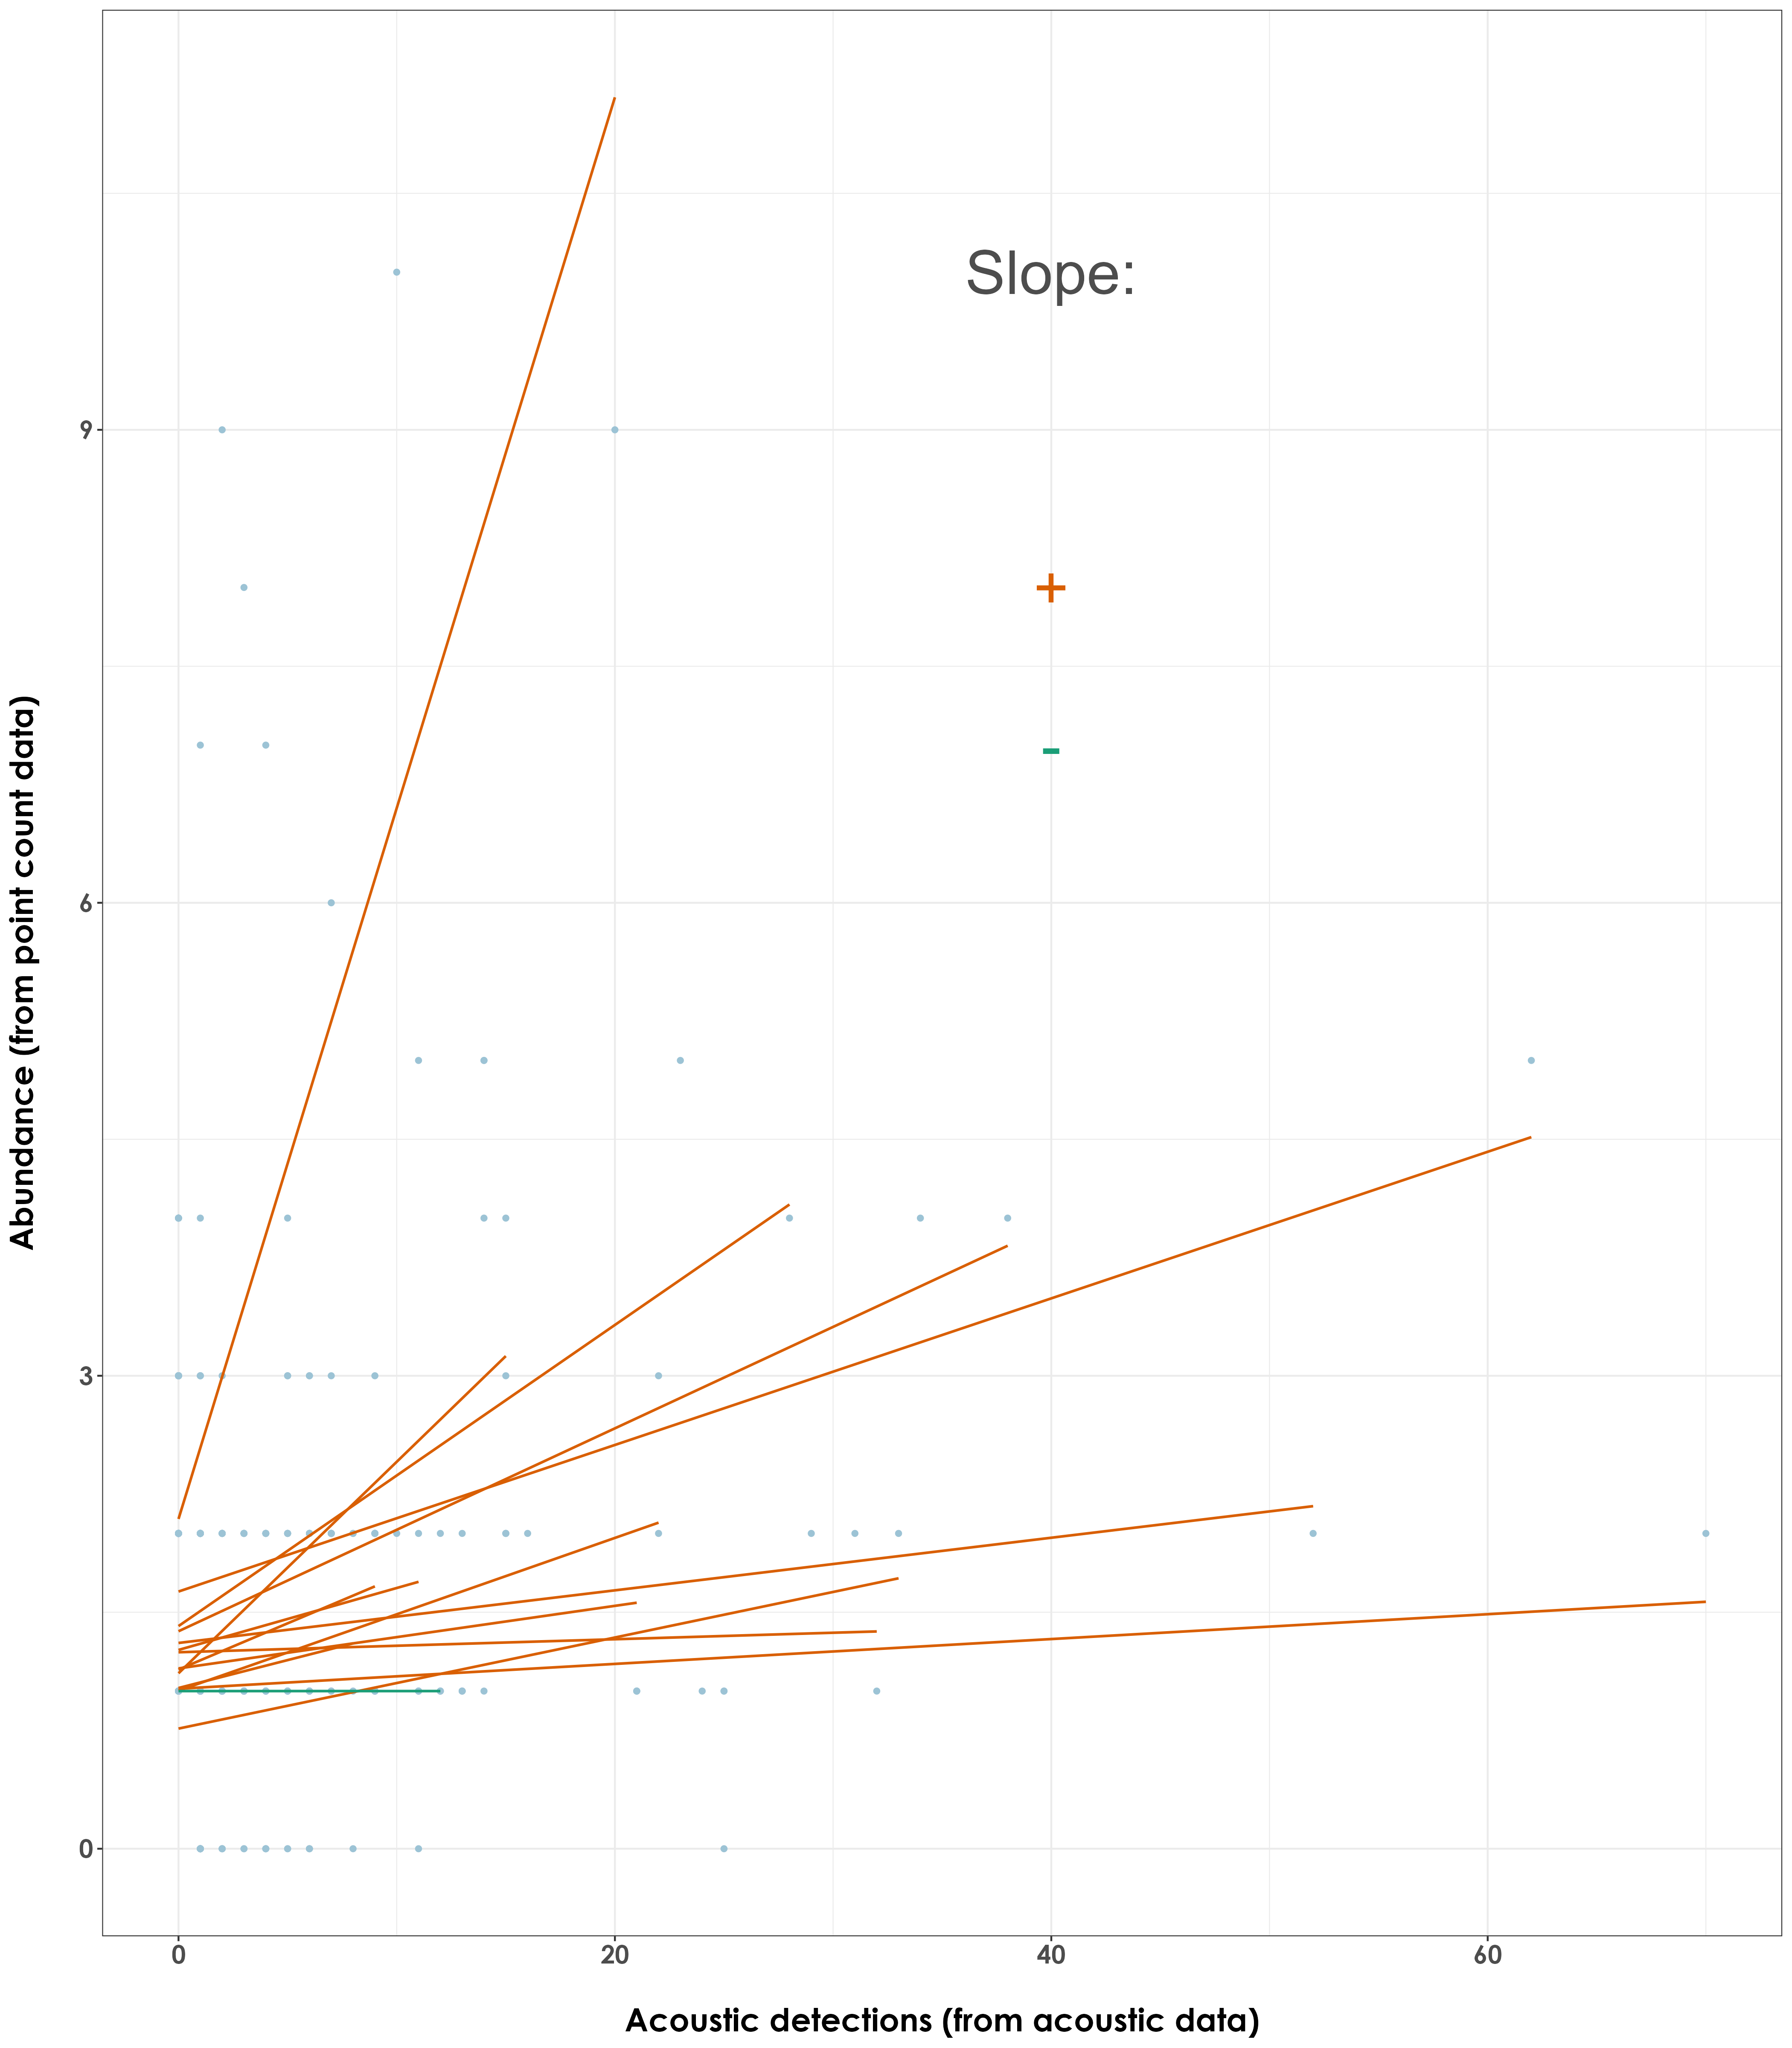 Slope:
+
-
9
6
3
0
0 20 40 60
Abundance (from point count data)
Acoustic detections (from acoustic data)